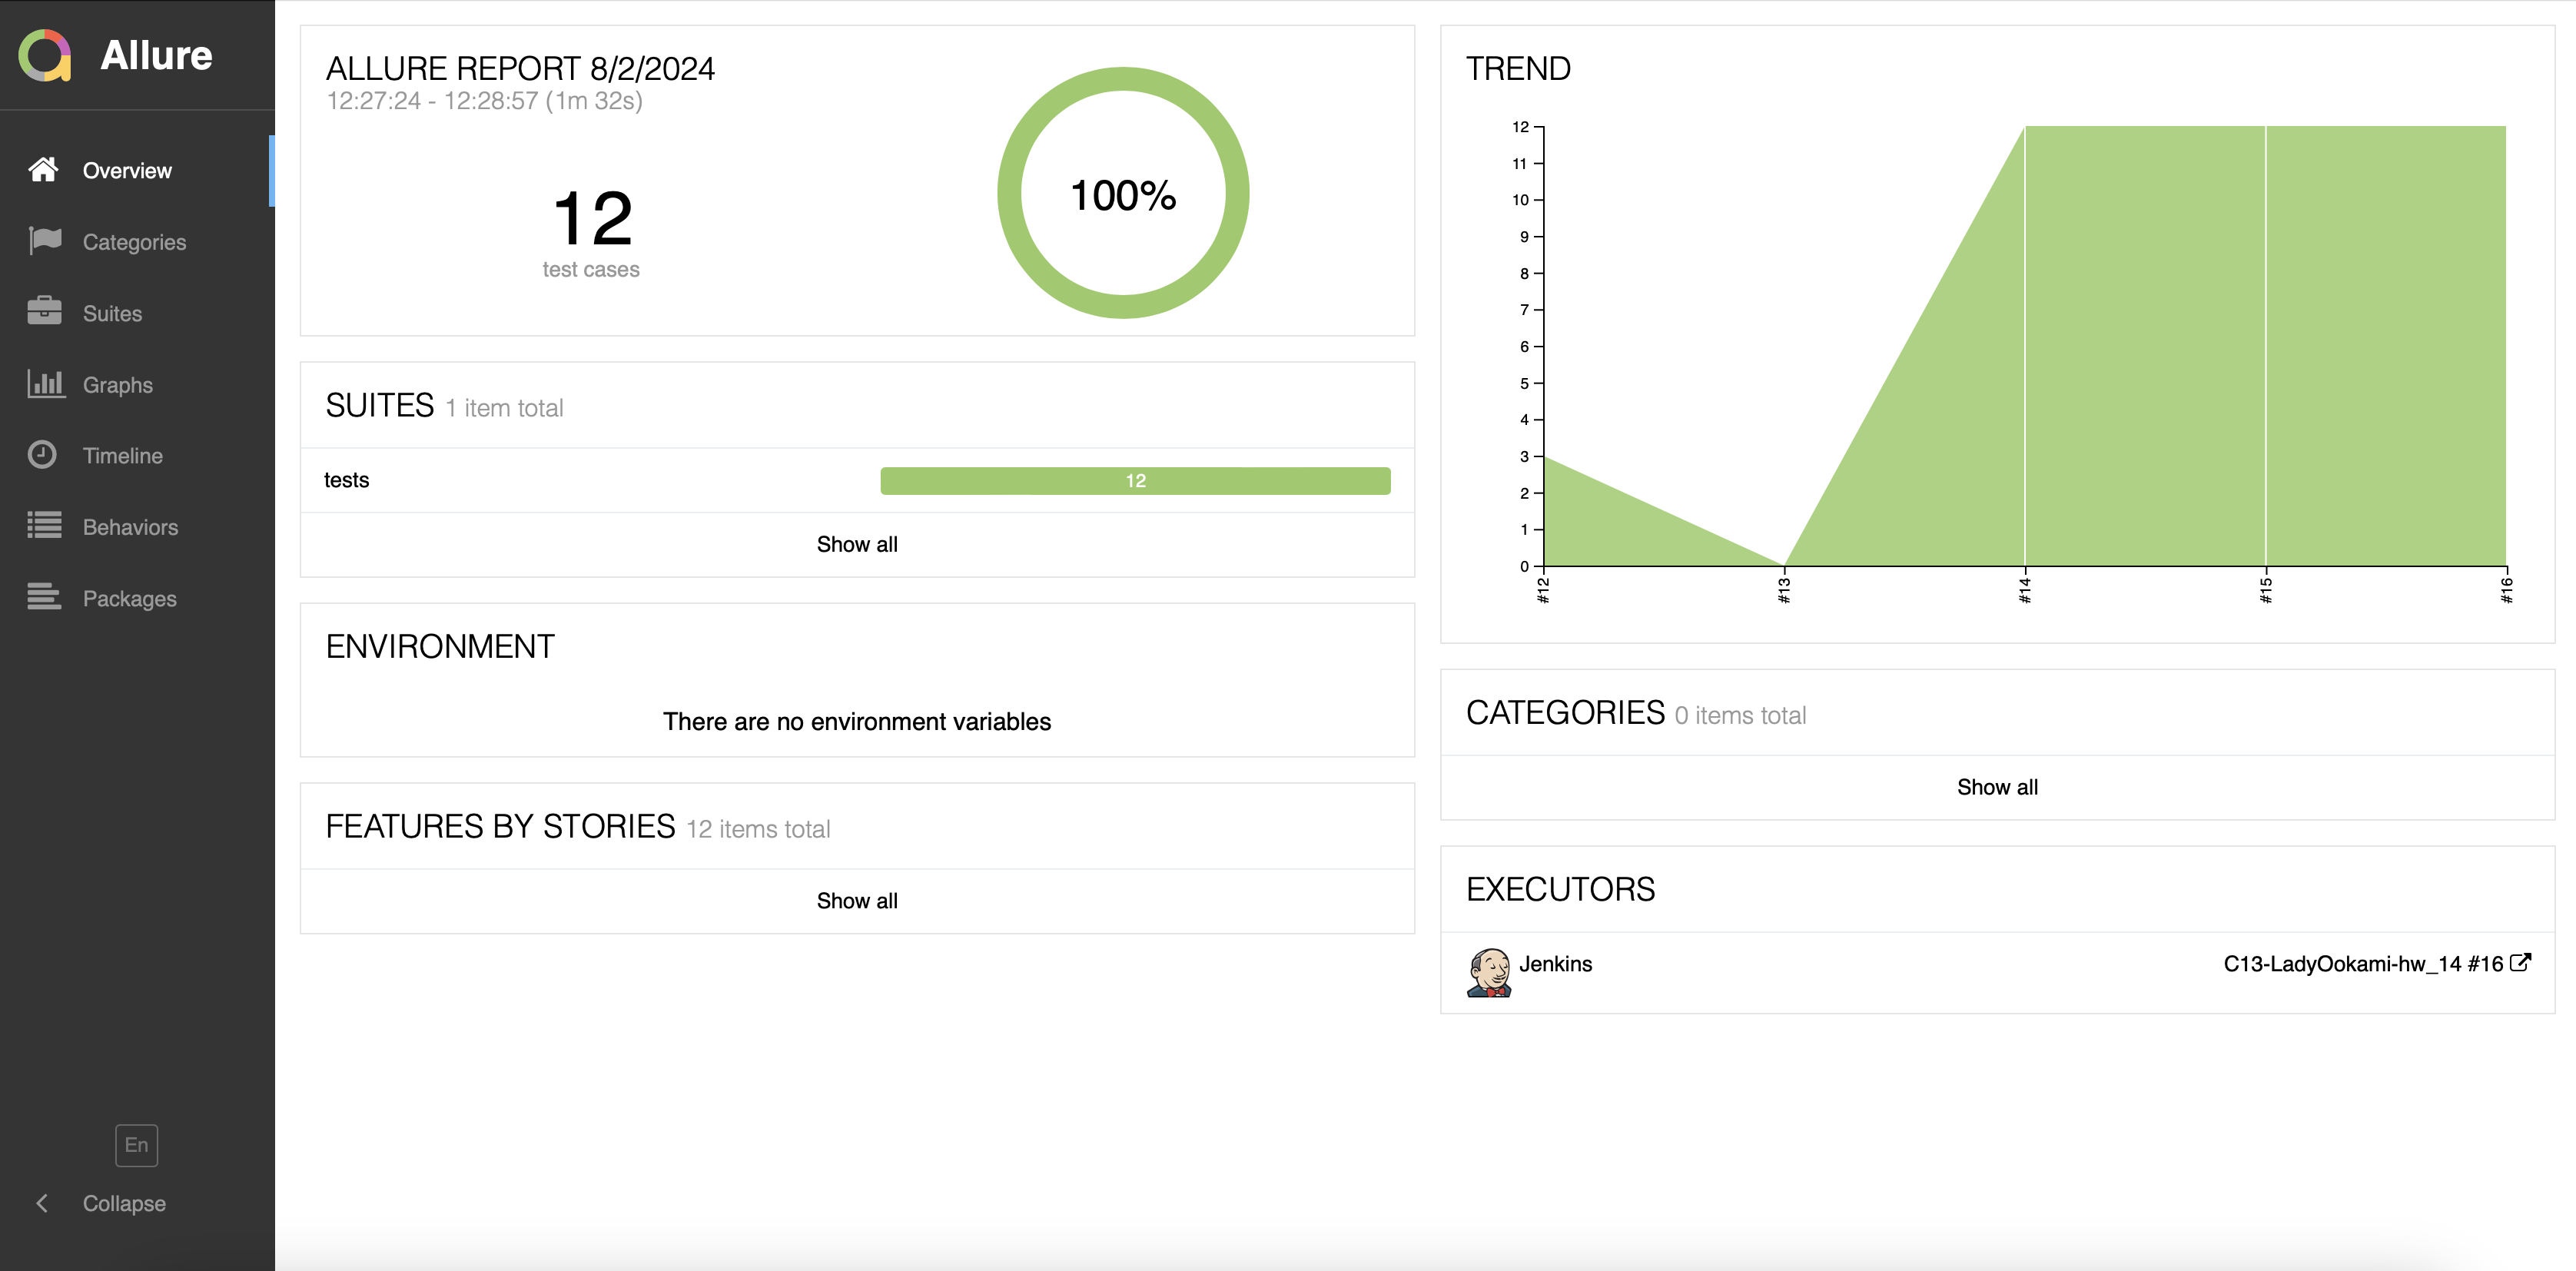 Allure
Overview
Categories
Suites
Graphs
Timeline
Behaviors
Packages
En
Collapse
ALLURE REPORT 8/2/2024
12:27:24 - 12:28:57 (1m 32s)
12
test cases
100%
SUITES 1 item total
tests 12
Show all
ENVIRONMENT
There are no environment variables
FEATURES BY STORIES 12 items total
Show all
TREND
12
11
10
9
8
7
6
5
4
3
2
1
0
#12 #13 #14 #15 #16
CATEGORIES 0 items total
Show all
EXECUTORS
Jenkins C13-LadyOokami-hw_14 #16